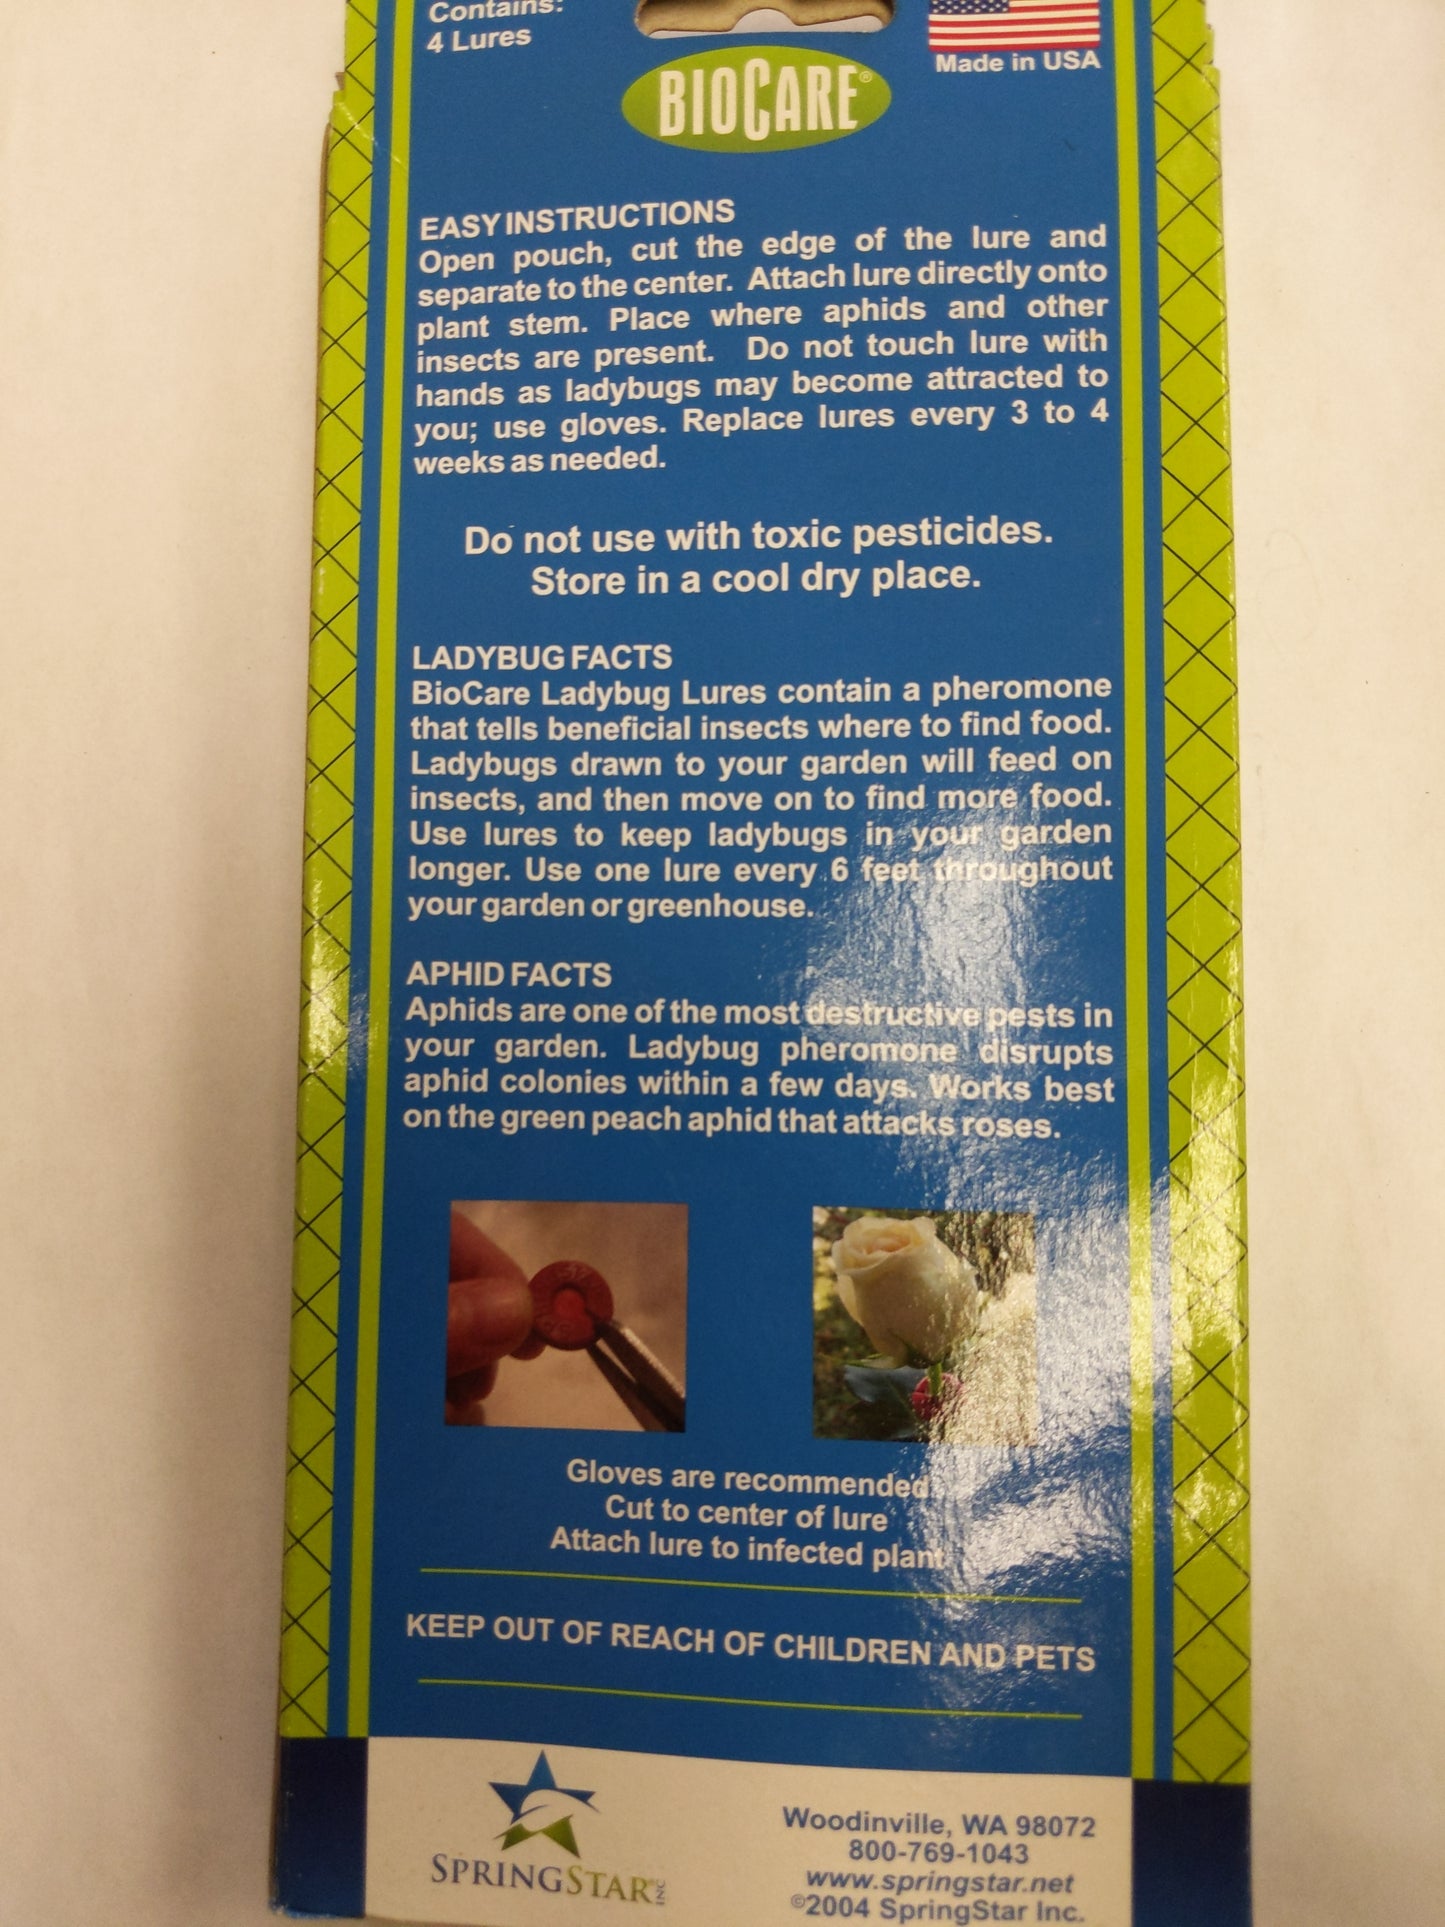 Contains:
4 Lures
Made in USA
BIOCARE®
EASY INSTRUCTIONS
Open pouch, cut the edge of the lure and
separate to the center. Attach lure directly onto
plant stem. Place where aphids and other
insects are present. Do not touch lure with
hands as ladybugs may become attracted to
you; use gloves. Replace lures every 3 to 4
weeks as needed.
Do not use with toxic pesticides.
Store in a cool dry place.
LADYBUG FACTS
BioCare Ladybug Lures contain a pheromone
that tells beneficial insects where to find food.
Ladybugs drawn to your garden will feed on
insects, and then move on to find more food.
Use lures to keep ladybugs in your garden
longer. Use one lure every 6 feet throughout
your garden or greenhouse.
APHID FACTS
Aphids are one of the most destructive pests in
your garden. Ladybug pheromone disrupts
aphid colonies within a few days. Works best
on the green peach aphid that attacks roses.
Gloves are recommended
Cut to center of lure
Attach lure to infected plant
KEEP OUT OF REACH OF CHILDREN AND PETS
SPRINGSTAR INC
Woodinville, WA 98072
800-769-1043
www.springstar.net
©2004 SpringStar Inc.